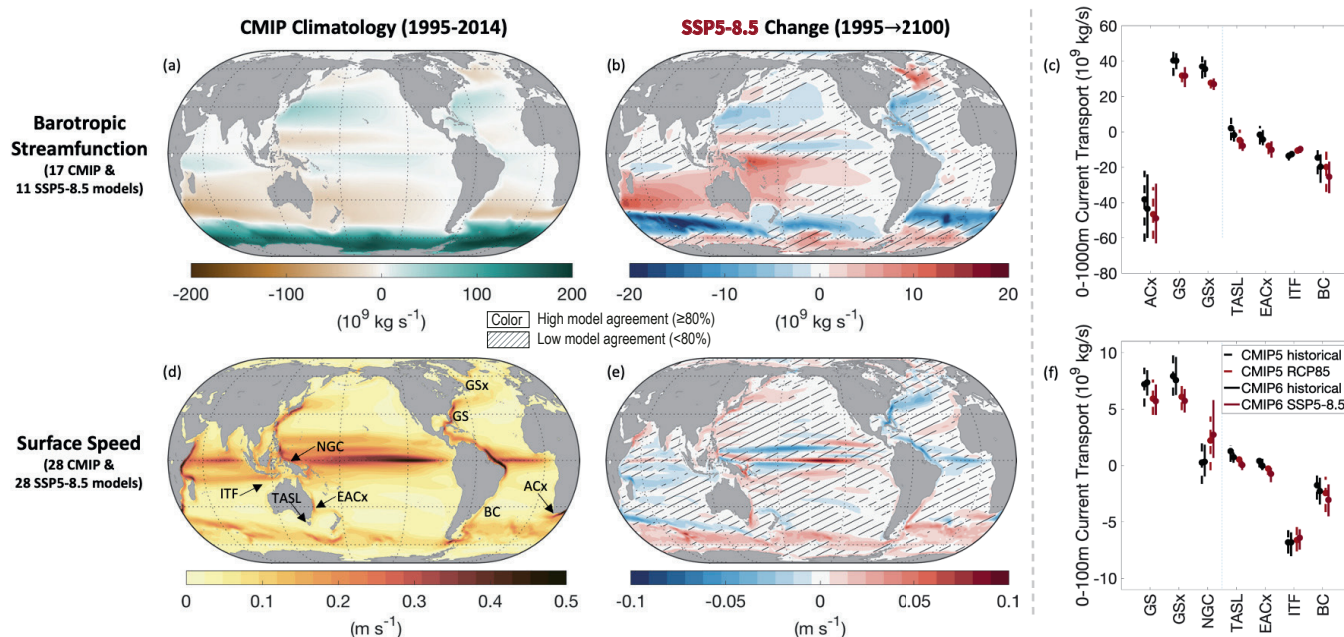 CMIP Climatology (1995-2014)
SSP5-8.5 Change (1995→2100)
Barotropic
Streamfunction
(17 CMIP &
11 SSP5-8.5 models)
(a)
-200 -100 0 100 200
(10⁹ kg s⁻¹)
(b)
-20 -10 0 10 20
(10⁹ kg s⁻¹)
Color High model agreement (≥80%)
Low model agreement (<80%)
(c)
0-1000m Current Transport (10⁹ kg/s)
60
40
20
0
-20
-40
-60
-80
ACx
GS
GSx
TASL
EACx
ITF
BC
Surface Speed
(28 CMIP &
28 SSP5-8.5 models)
(d)
GSx
GS
NGC
ITF
TASL
EACx
BC
ACx
0 0.1 0.2 0.3 0.4 0.5
(m s⁻¹)
(e)
-0.1 -0.05 0 0.05 0.1
(m s⁻¹)
(f)
0-100m Current Transport (10⁹ kg/s)
10
5
0
-5
-10
CMIP5 historical
CMIP5 RCP85
CMIP6 historical
CMIP6 SSP5-8.5
GS
GSx
NGC
TASL
EACx
ITF
BC